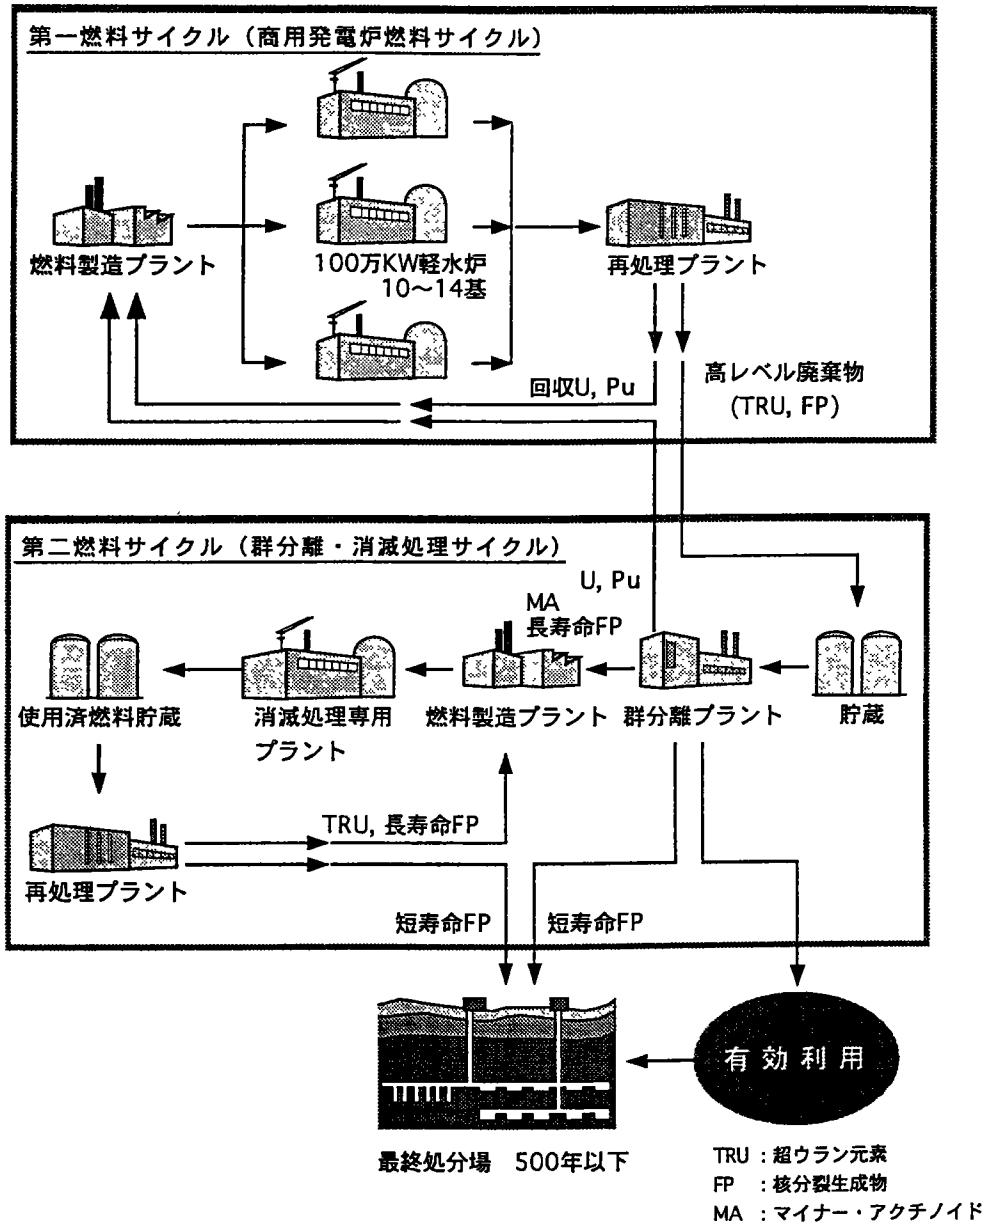 第一燃料サイクル（商用発電炉燃料サイクル）
燃料製造プラント
100万KW軽水炉
10〜14基
再処理プラント
回収U, Pu
高レベル廃棄物
(TRU, FP)
第二燃料サイクル（群分離・消滅処理サイクル）
U, Pu
MA
長寿命FP
使用済燃料貯蔵
消滅処理専用
プラント
燃料製造プラント
群分離プラント
貯蔵
TRU, 長寿命FP
再処理プラント
短寿命FP
短寿命FP
有効利用
最終処分場　500年以下
TRU：超ウラン元素
FP：核分裂生成物
MA：マイナー・アクチノイド